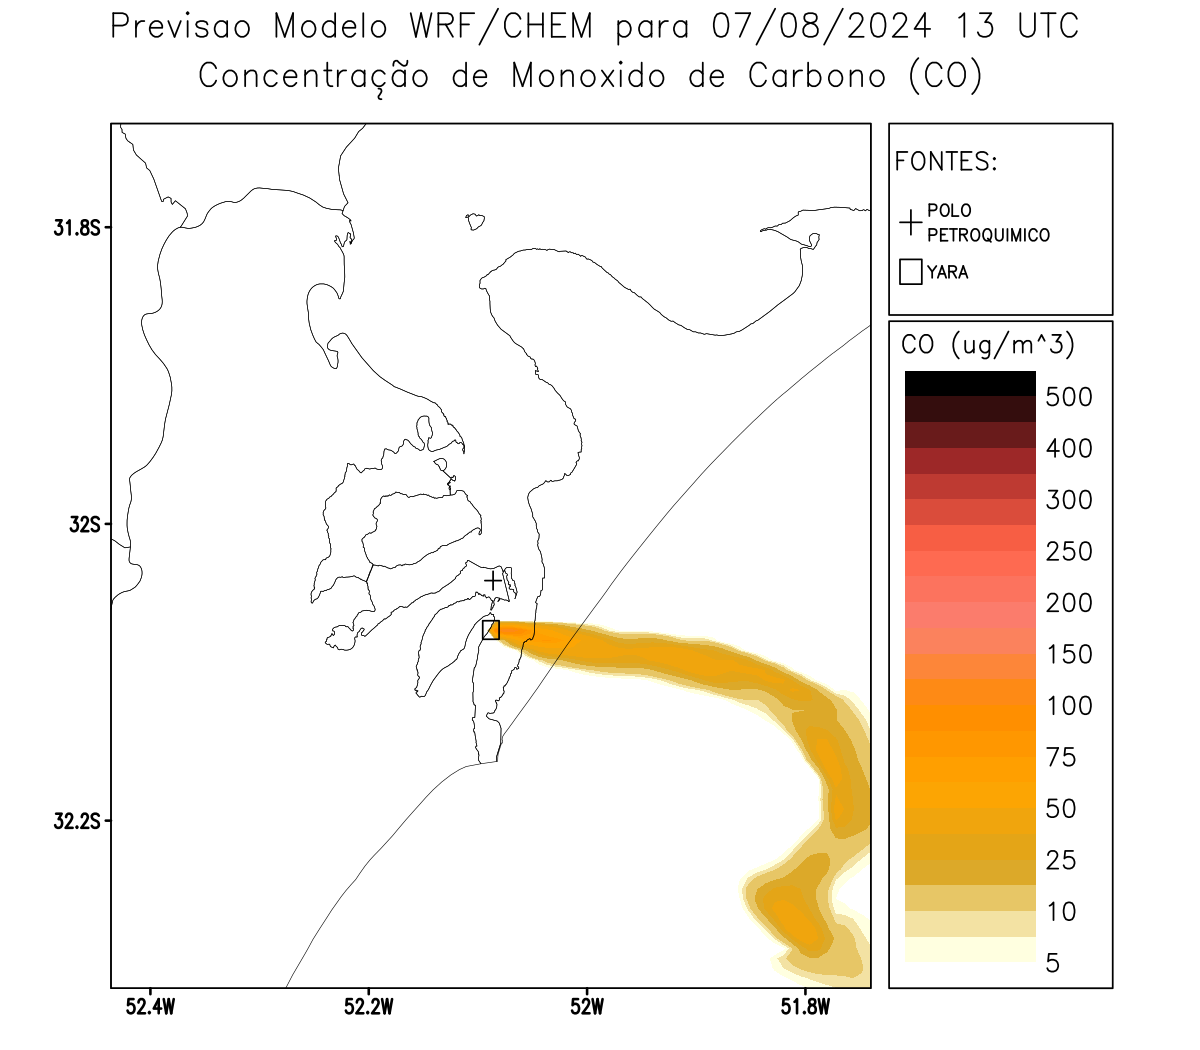 Previsao Modelo WRF/CHEM para 07/08/2024 13 UTC
Concentração de Monoxido de Carbono (CO)
FONTES:
POLO
PETROQUIMICO
YARA
CO (ug/m^3)
500
400
300
250
200
150
100
75
50
25
10
5
31.8S
32S
32.2S
52.4W
52.2W
52W
51.8W